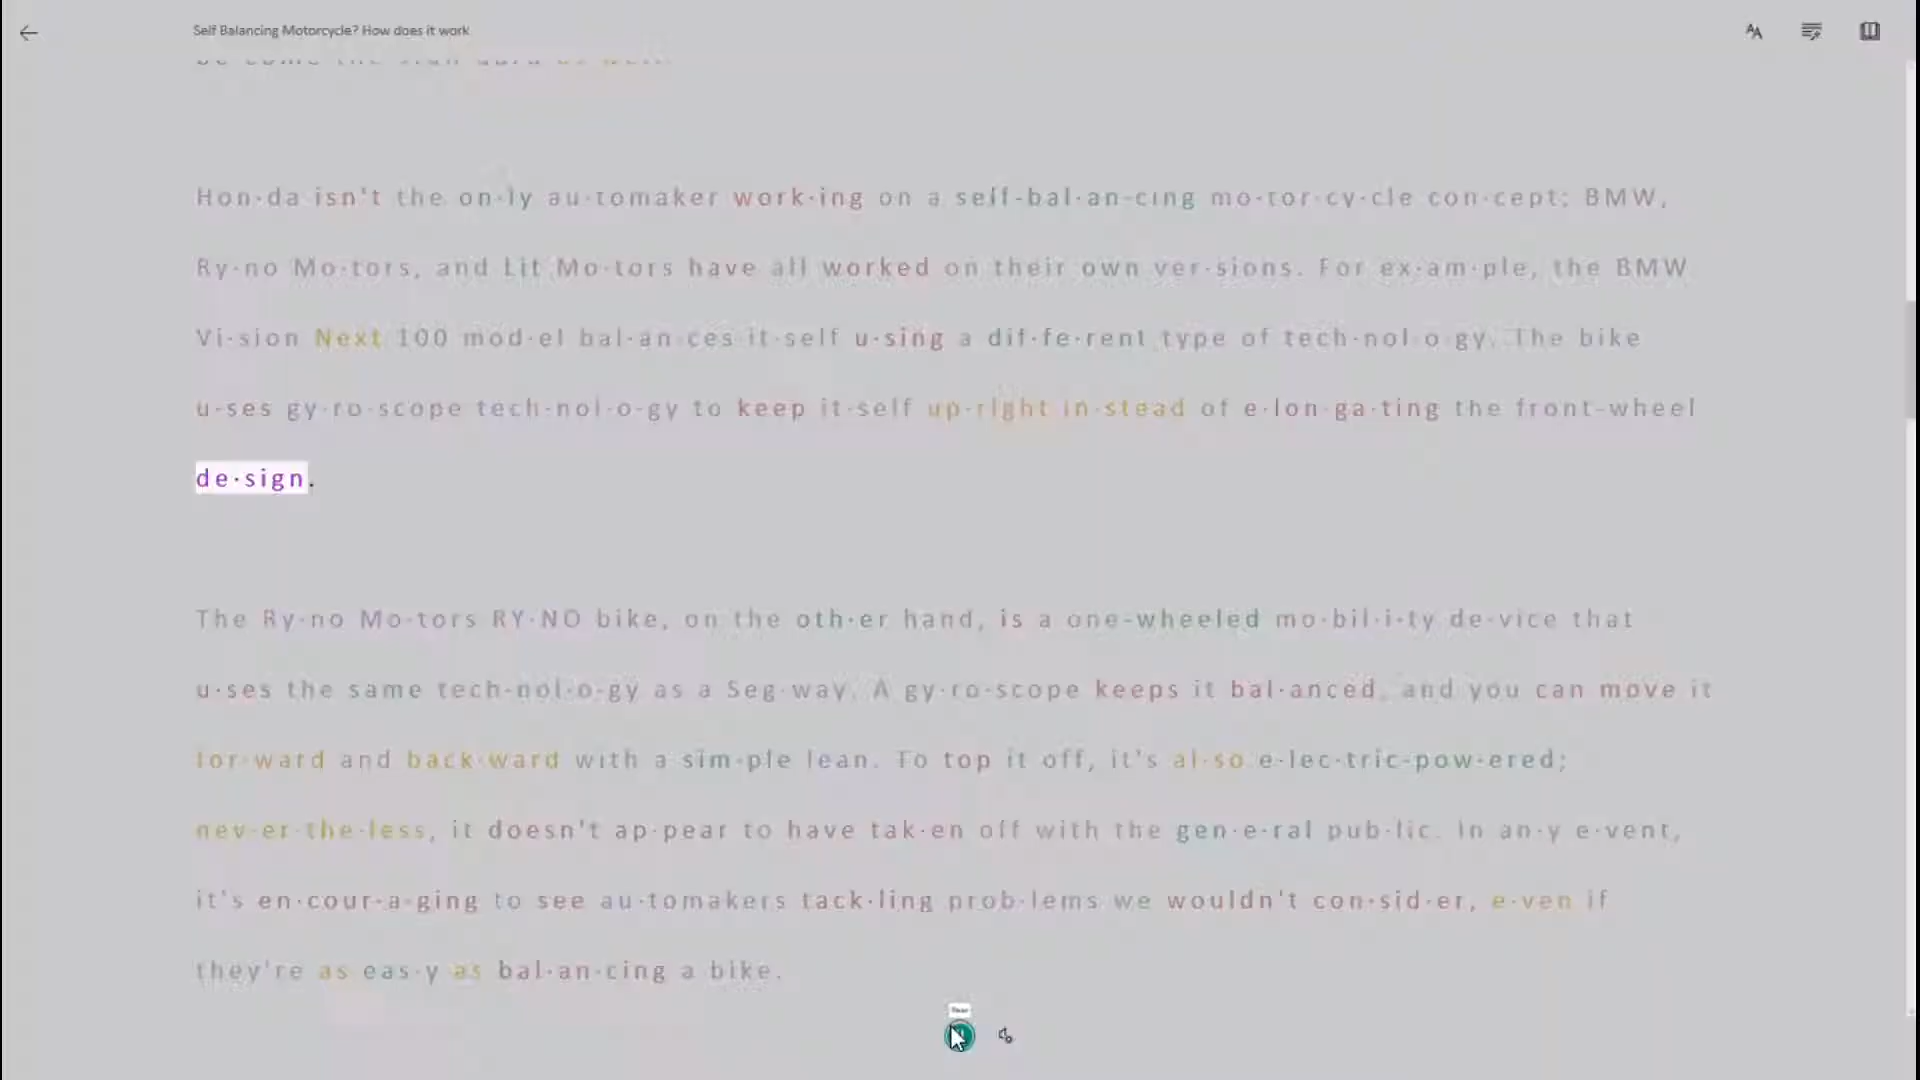 Self Balancing Motorcycle? How does it work
Hon·da isn't the on·ly au·tomaker work·ing on a self-bal·an·cing mo·tor·cy·cle con·cept; BMW,
Ry·no Mo·tors, and Lit Mo·tors have all worked on their own ver·sions. For ex·am·ple, the BMW
Vi·sion Next 100 mod·el bal·an·ces it·self u·sing a dif·fe·rent type of tech·nol·o·gy. The bike
u·ses gy·ro·scope tech·nol·o·gy to keep it·self up·right in·stead of e·lon·ga·ting the front-wheel
de·sign.
The Ry·no Mo·tors RY·NO bike, on the oth·er hand, is a one-wheeled mo·bil·i·ty de·vice that
u·ses the same tech·nol·o·gy as a Seg·way. A gy·ro·scope keeps it bal·anced, and you can move it
for·ward and back·ward with a sim·ple lean. To top it off, it's al·so e·lec·tric-pow·ered;
nev·er·the·less, it doesn't ap·pear to have tak·en off with the gen·e·ral pub·lic. In an·y e·vent,
it's en·cour·a·ging to see au·tomakers tack·ling prob·lems we wouldn't con·sid·er, e·ven if
they're as eas·y as bal·an·cing a bike.